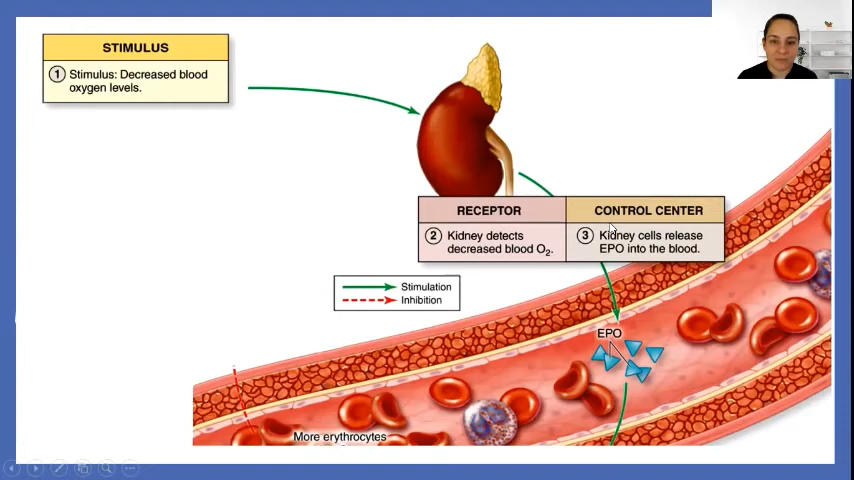 STIMULUS
1 Stimulus: Decreased blood
oxygen levels.
RECEPTOR
2 Kidney detects
decreased blood O₂.
CONTROL CENTER
3 Kidney cells release
EPO into the blood.
Stimulation
Inhibition
EPO
More erythrocytes